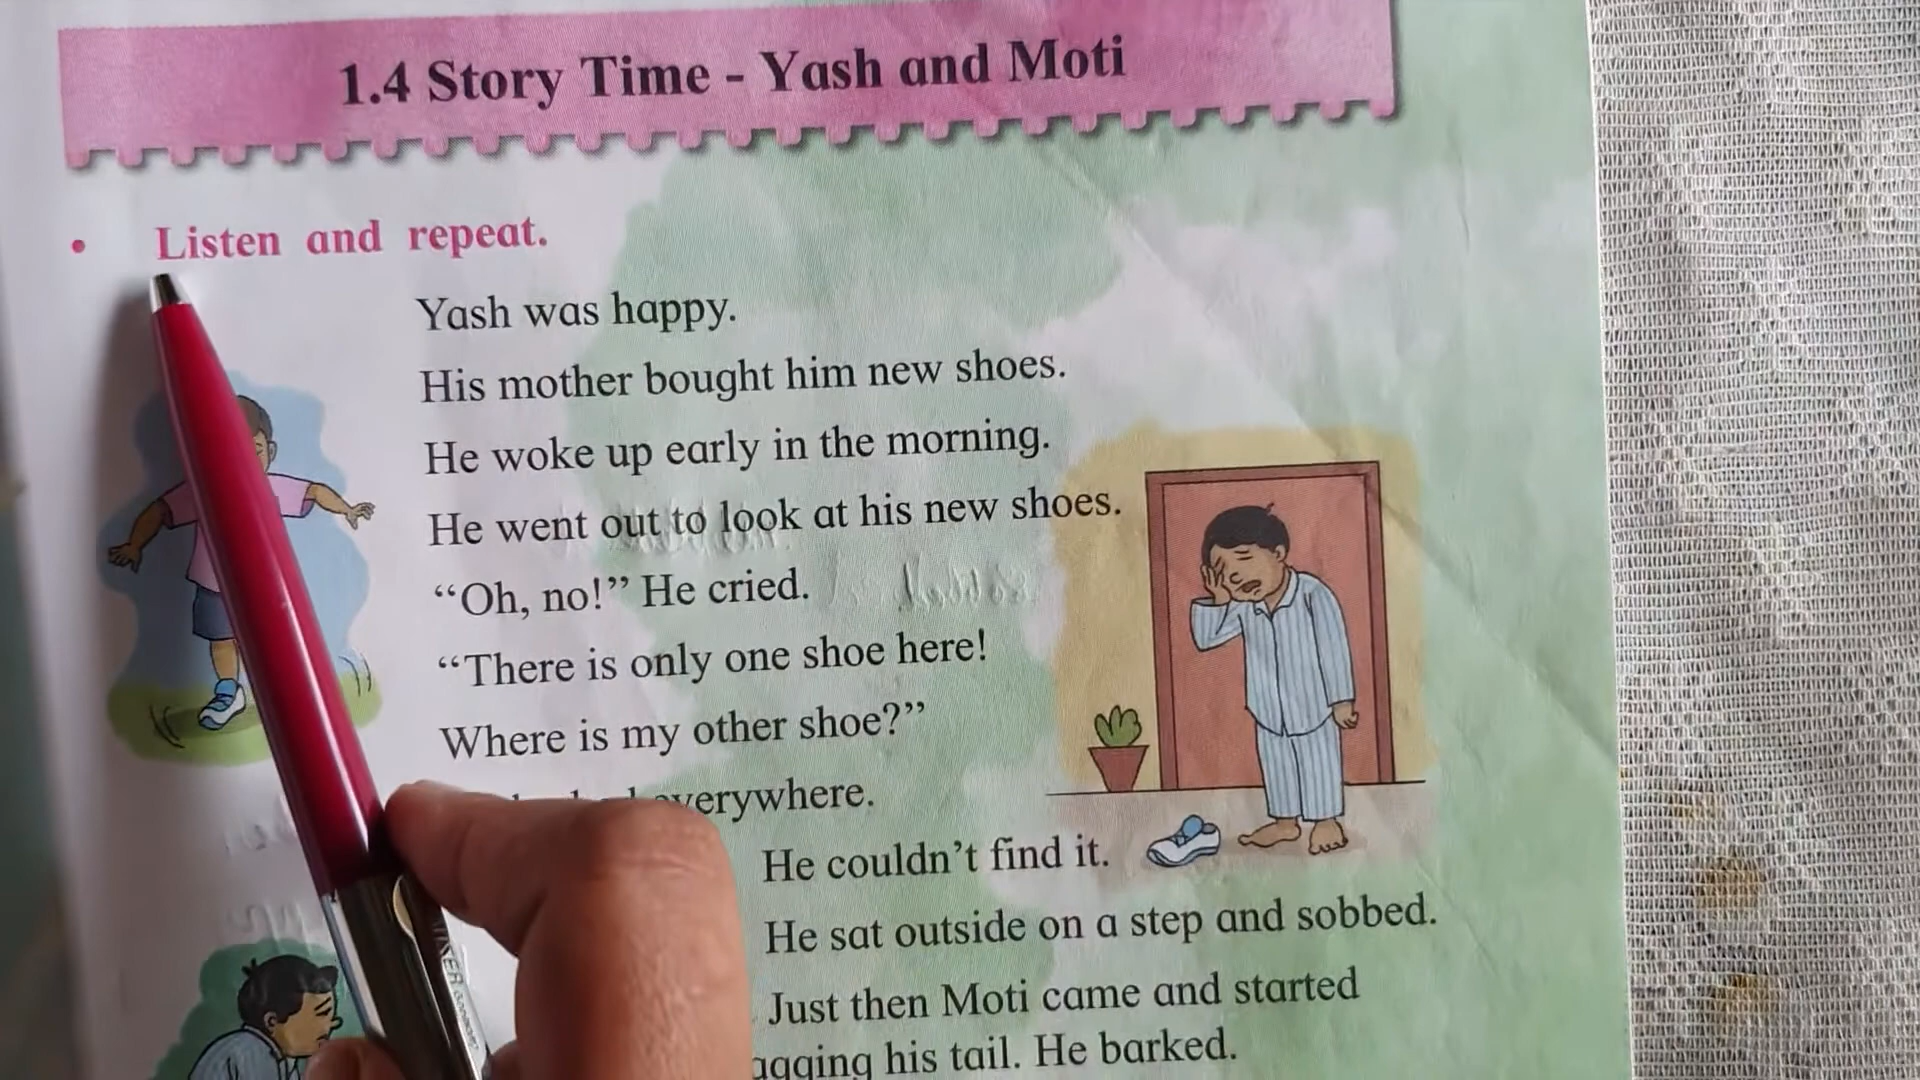 1.4 Story Time - Yash and Moti
• Listen and repeat.
Yash was happy.
His mother bought him new shoes.
He woke up early in the morning.
He went out to look at his new shoes.
“Oh, no!” He cried.
“There is only one shoe here!
Where is my other shoe?”
everywhere.
He couldn’t find it.
He sat outside on a step and sobbed.
Just then Moti came and started
his tail. He barked.